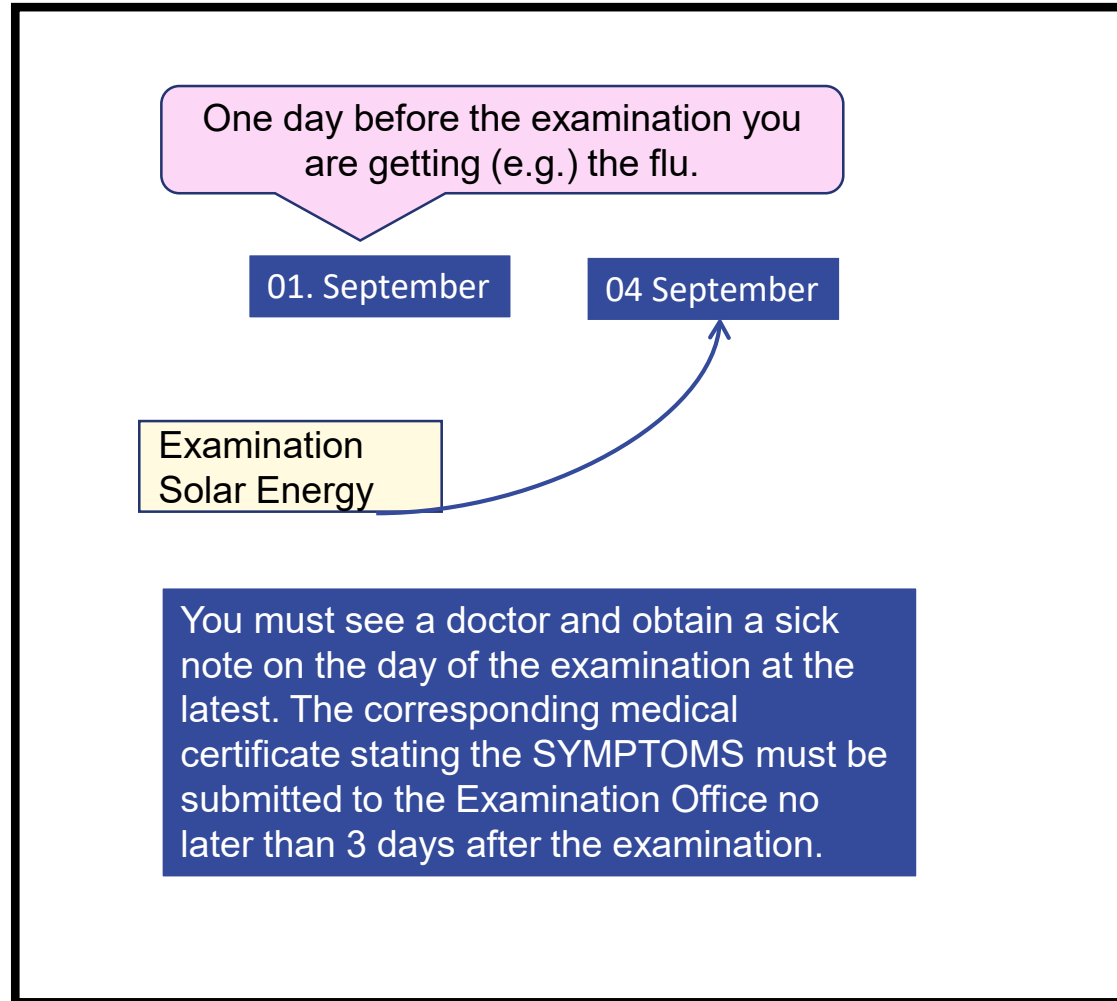 One day before the examination you
are getting (e.g.) the flu.
01. September
04 September
Examination
Solar Energy
You must see a doctor and obtain a sick
note on the day of the examination at the
latest. The corresponding medical
certificate stating the SYMPTOMS must be
submitted to the Examination Office no
later than 3 days after the examination.